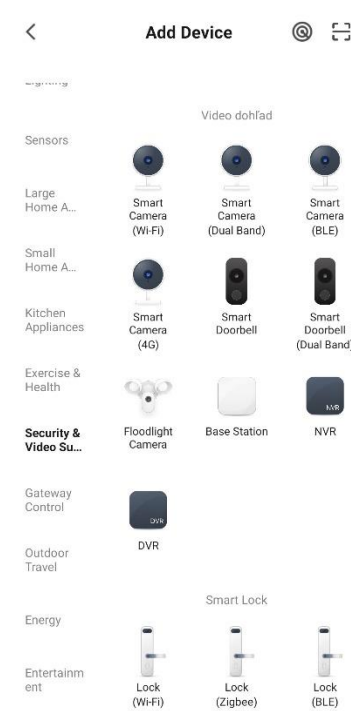 Add Device
Lighting
Sensors
Large
Home A...
Small
Home A...
Kitchen
Appliances
Exercise &
Health
Security &
Video Su...
Gateway
Control
Outdoor
Travel
Energy
Entertainm
ent
Video dohľad
Smart
Camera
(Wi-Fi)
Smart
Camera
(Dual Band)
Smart
Camera
(BLE)
Smart
Camera
(4G)
Smart
Doorbell
Smart
Doorbell
(Dual Band)
Floodlight
Camera
Base Station
NVR
NVR
DVR
DVR
Smart Lock
Lock
(Wi-Fi)
Lock
(Zigbee)
Lock
(BLE)